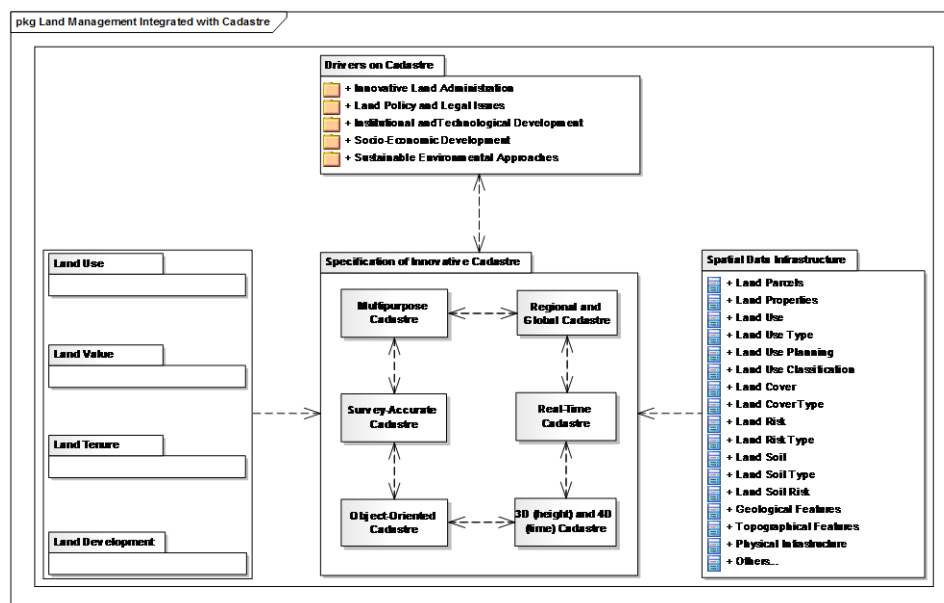 pkg Land Management Integrated with Cadastre
Drivers on Cadastre
+ Innovative Land Administration
+ Land Policy and Legal Issues
+ Institutional andTechnological Development
+ Socio-Economic Development
+ Sustainable Environmental Approaches
Land Use
Land Value
Land Tenure
Land Development
Specification of Innovative Cadastre
Multipurpose
Cadastre
Regional and
Global Cadastre
Survey-Accurate
Cadastre
Real-Time
Cadastre
Object-Oriented
Cadastre
3D (height) and 4D
(time) Cadastre
Spatial Data Infrastructure
+ Land Parcels
+ Land Properties
+ Land Use
+ Land Use Type
+ Land Use Planning
+ Land Use Classification
+ Land Cover
+ Land CoverType
+ Land Risk
+ Land Risk Type
+ Land Soil
+ Land Soil Type
+ Land Soil Risk
+ Geological Features
+ Topographical Features
+ Physical Infrastructure
+ Others...